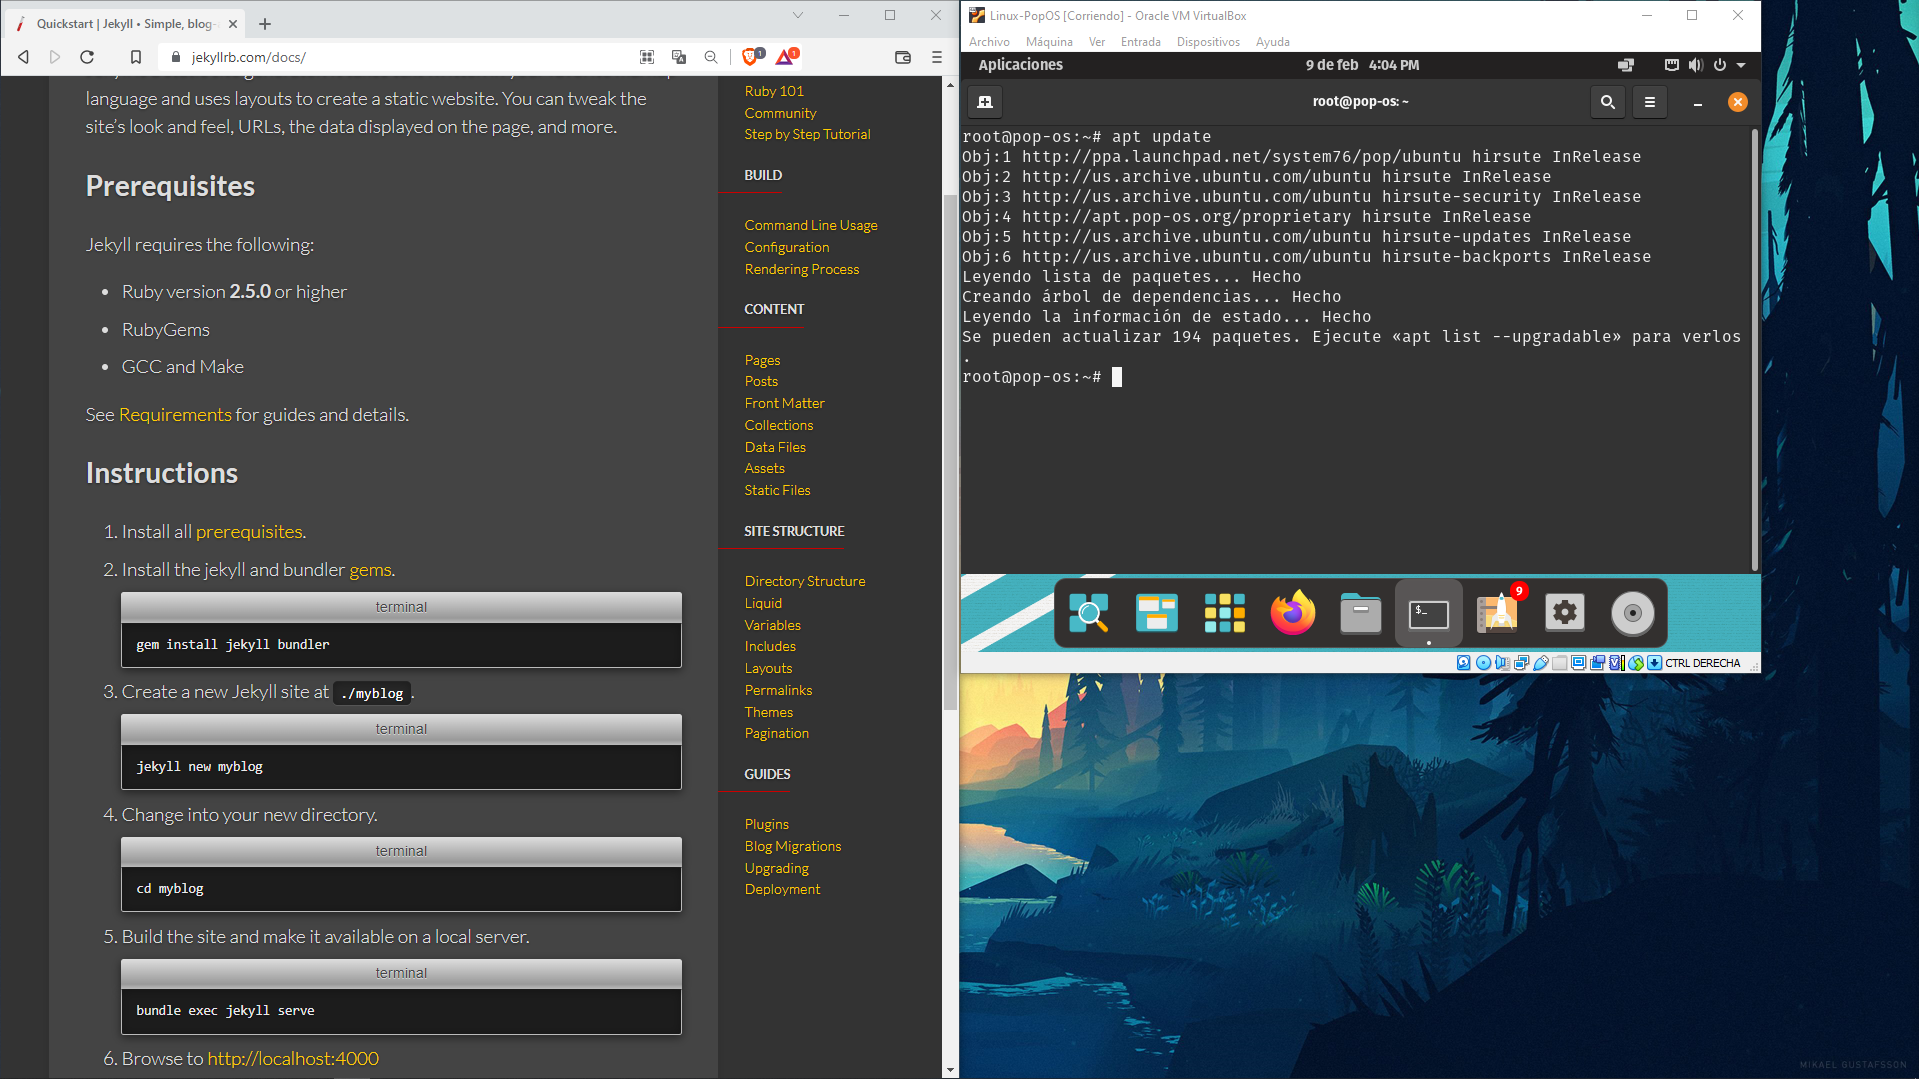 Quickstart | Jekyll • Simple, blog-
jekyllrb.com/docs/
1
1
language and uses layouts to create a static website. You can tweak the
site's look and feel, URLs, the data displayed on the page, and more.
Prerequisites
Jekyll requires the following:
• Ruby version 2.5.0 or higher
• RubyGems
• GCC and Make
See Requirements for guides and details.
Instructions
1. Install all prerequisites.
2. Install the jekyll and bundler gems.
terminal
gem install jekyll bundler
3. Create a new Jekyll site at ./myblog.
terminal
jekyll new myblog
4. Change into your new directory.
terminal
cd myblog
5. Build the site and make it available on a local server.
terminal
bundle exec jekyll serve
6. Browse to http://localhost:4000
Ruby 101
Community
Step by Step Tutorial
BUILD
Command Line Usage
Configuration
Rendering Process
CONTENT
Pages
Posts
Front Matter
Collections
Data Files
Assets
Static Files
SITE STRUCTURE
Directory Structure
Liquid
Variables
Includes
Layouts
Permalinks
Themes
Pagination
GUIDES
Plugins
Blog Migrations
Upgrading
Deployment
Linux-PopOS [Corriendo] - Oracle VM VirtualBox
Archivo Máquina Ver Entrada Dispositivos Ayuda
Aplicaciones 9 de feb 4:04 PM
root@pop-os: ~
root@pop-os:~# apt update
Obj:1 http://ppa.launchpad.net/system76/pop/ubuntu hirsute InRelease
Obj:2 http://us.archive.ubuntu.com/ubuntu hirsute InRelease
Obj:3 http://us.archive.ubuntu.com/ubuntu hirsute-security InRelease
Obj:4 http://apt.pop-os.org/proprietary hirsute InRelease
Obj:5 http://us.archive.ubuntu.com/ubuntu hirsute-updates InRelease
Obj:6 http://us.archive.ubuntu.com/ubuntu hirsute-backports InRelease
Leyendo lista de paquetes... Hecho
Creando árbol de dependencias... Hecho
Leyendo la información de estado... Hecho
Se pueden actualizar 194 paquetes. Ejecute «apt list --upgradable» para verlos
.
root@pop-os:~#
$_
9
CTRL DERECHA
MIKAEL GUSTAFSSON